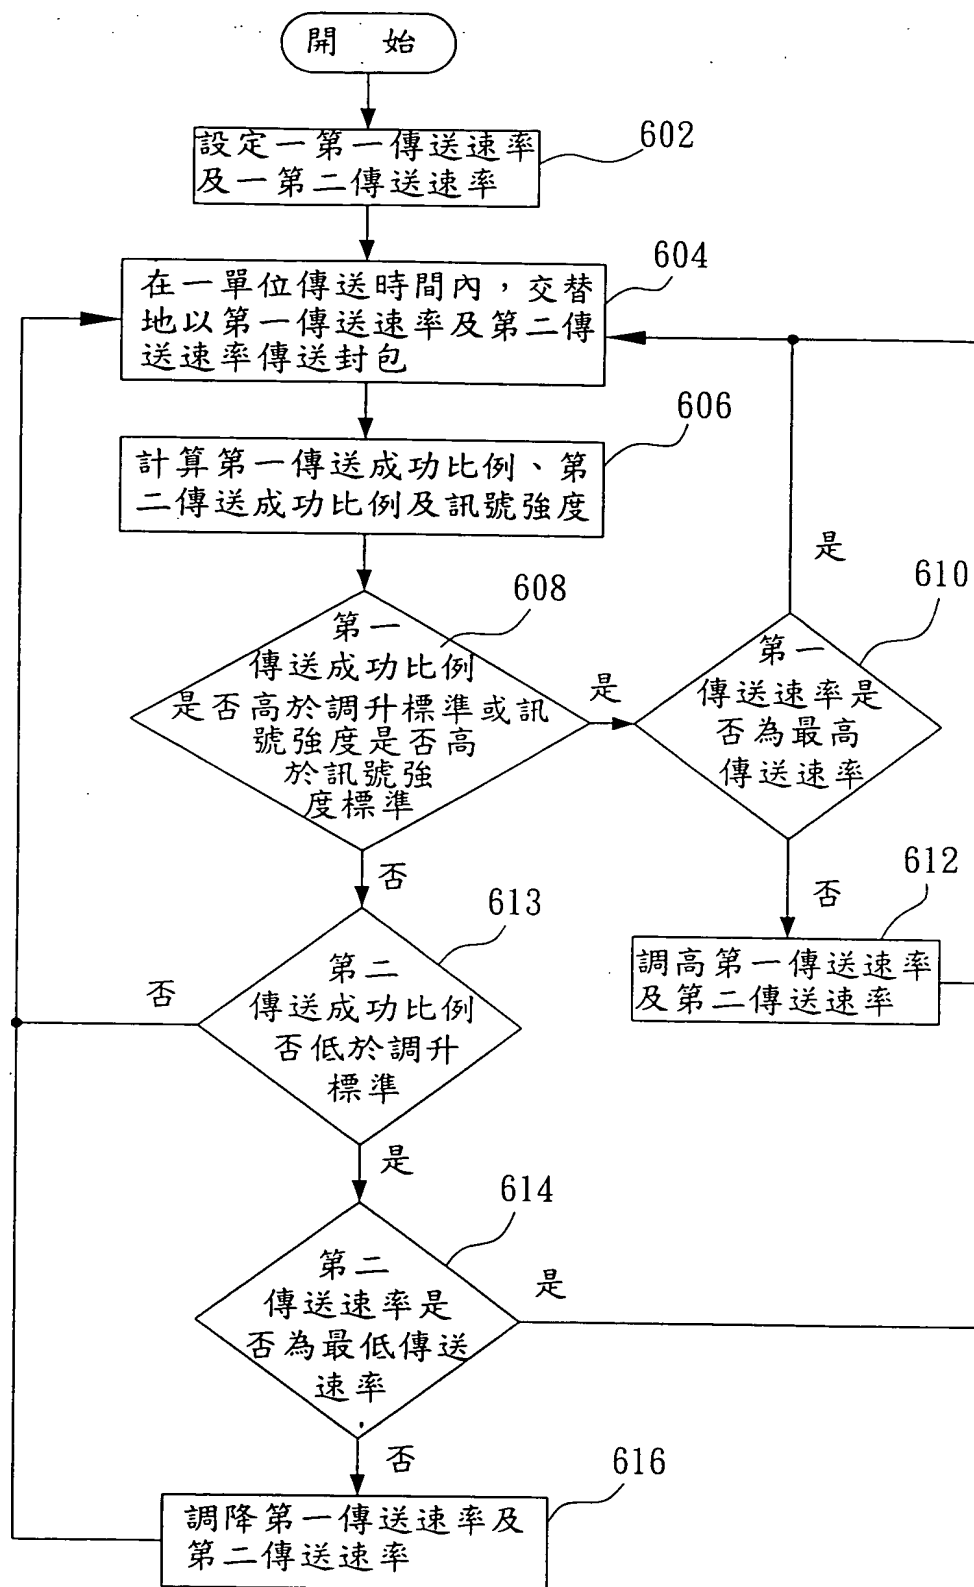 開 始
設定一第一傳送速率
及一第二傳送速率
602
在一單位傳送時間內，交替
地以第一傳送速率及第二傳
送速率傳送封包
604
計算第一傳送成功比例、第
二傳送成功比例及訊號強度
606
第一
傳送成功比例
是否高於調升標準或訊
號強度是否高
於訊號強
度標準
608
是
否
第一
傳送速率是
否為最高
傳送速率
610
是
否
調高第一傳送速率
及第二傳送速率
612
第二
傳送成功比例
否低於調升
標準
613
否
是
第二
傳送速率是
否為最低傳送
速率
614
是
否
調降第一傳送速率及
第二傳送速率
616